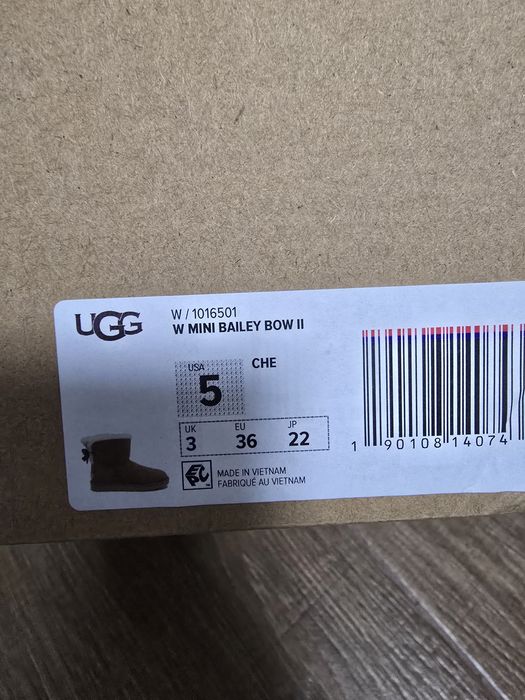 UGG
W / 1016501
W MINI BAILEY BOW II
USA
5
CHE
UK
3
EU
36
JP
22
MADE IN VIETNAM
FABRIQUÉ AU VIETNAM
1 90108 14074